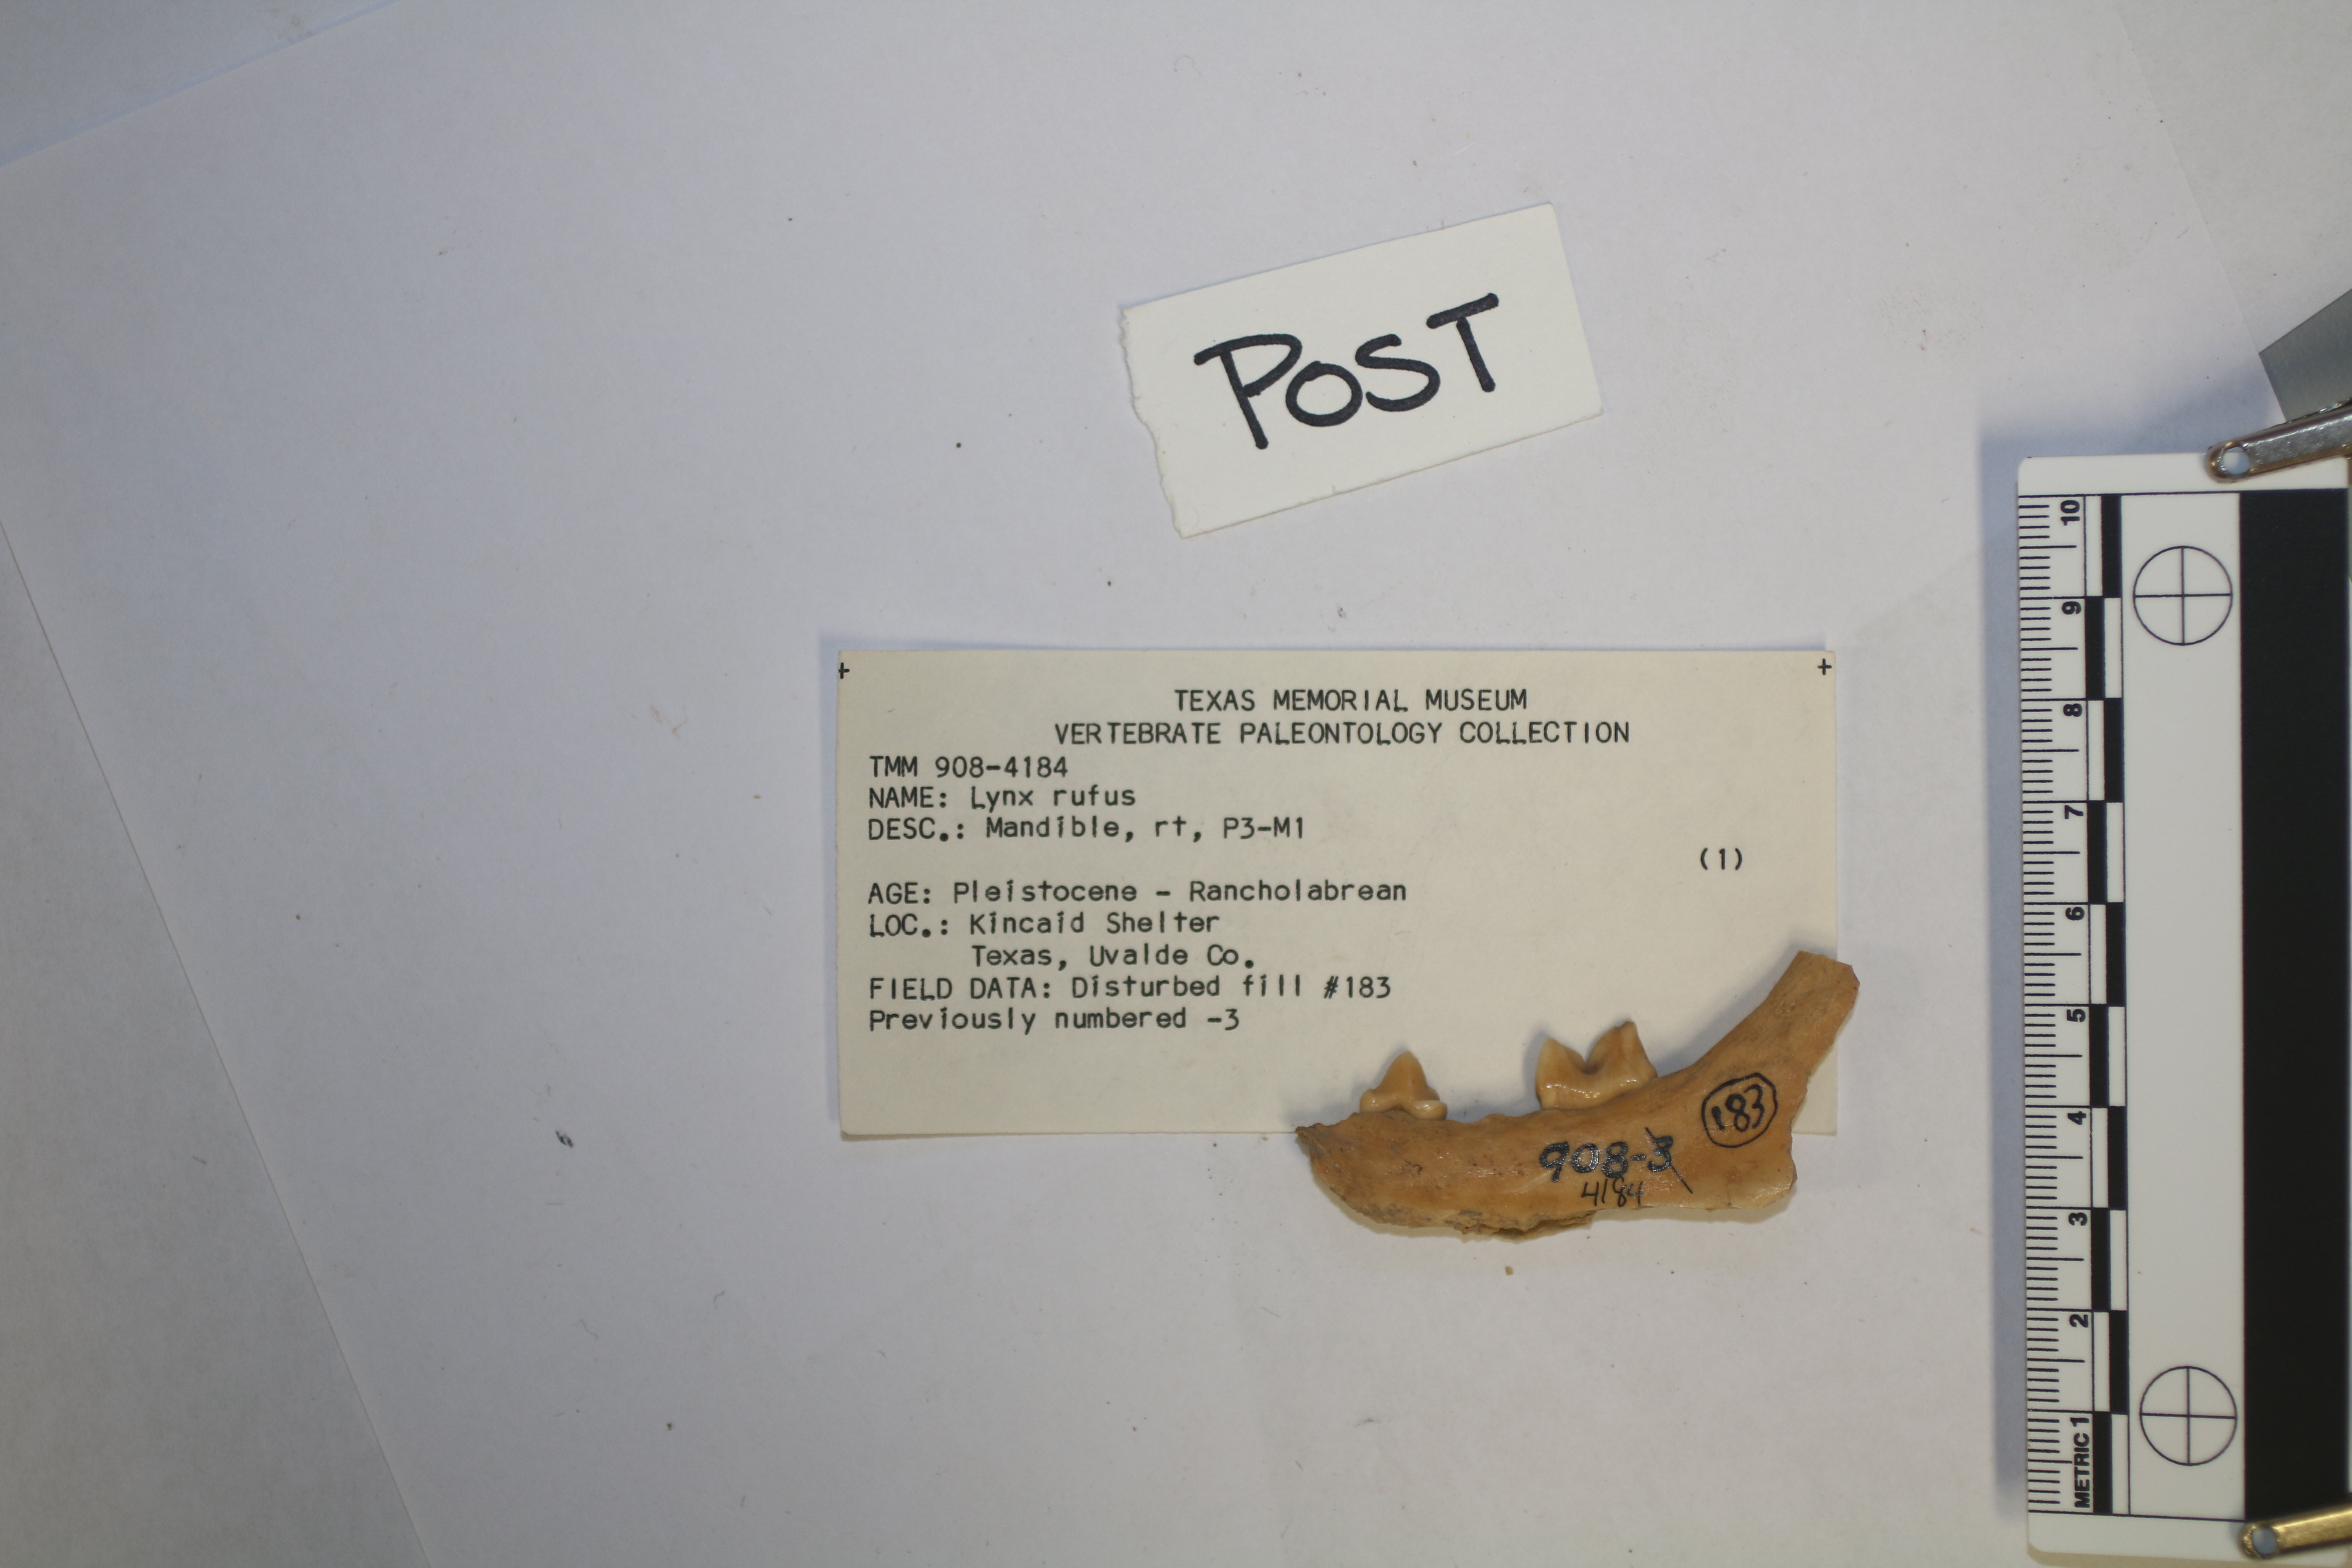 TEXAS MEMORIAL MUSEUM
VERTEBRATE PALEONTOLOGY COLLECTION
TMM 908-4184
NAME: Lynx rufus
DESC.: Mandible, rt, P3-M1
(1)
AGE: Pleistocene - Rancholabrean
LOC.: Kincaid Shelter
Texas, Uvalde Co.
FIELD DATA: Disturbed fill #183
Previously numbered -3
POST
908-3
4184
183
METRIC 1 2 3 4 5 6 7 8 9 10